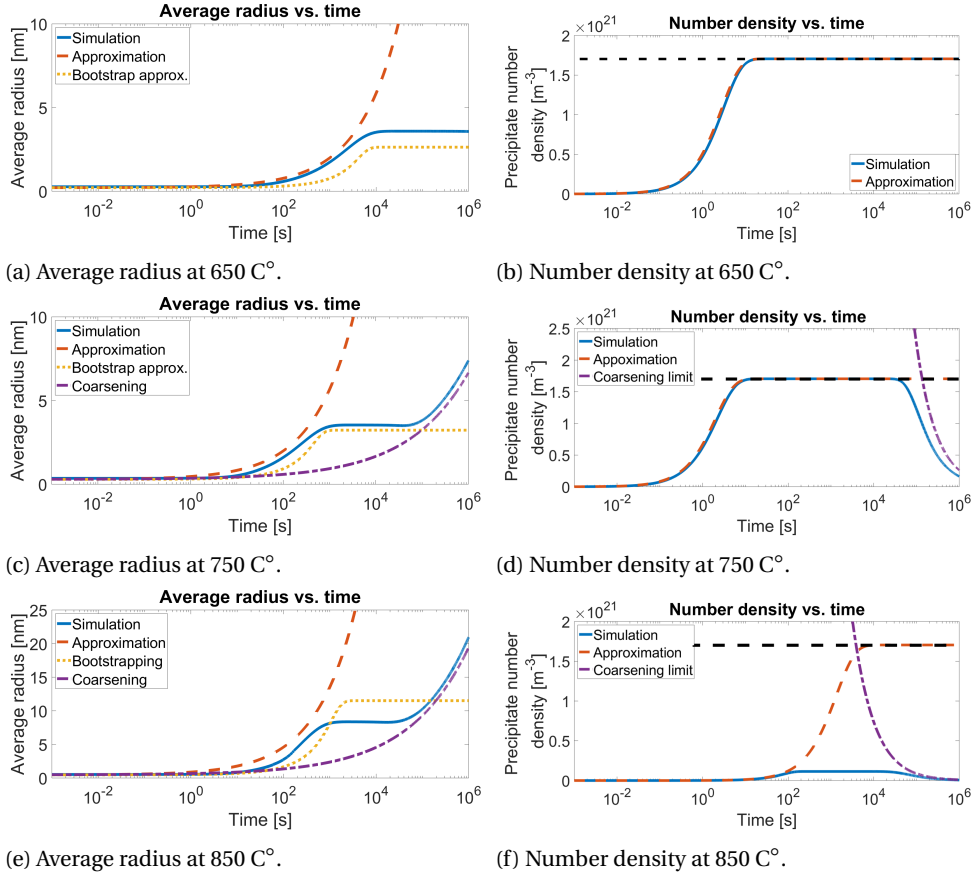 Average radius vs. time
Average radius [nm]
10
5
0
Simulation
Approximation
Bootstrap approx.
10^-2 10^0 10^2 10^4 10^6
Time [s]
(a) Average radius at 650 C°.
Number density vs. time
× 10^21
Precipitate number
density [m^-3]
2
1.5
1
0.5
0
Simulation
Approximation
10^-2 10^0 10^2 10^4 10^6
Time [s]
(b) Number density at 650 C°.
Average radius vs. time
Average radius [nm]
10
5
0
Simulation
Approximation
Bootstrap approx.
Coarsening
10^-2 10^0 10^2 10^4 10^6
Time [s]
(c) Average radius at 750 C°.
Number density vs. time
× 10^21
Precipitate number
density [m^-3]
2.5
2
1.5
1
0.5
0
Simulation
Appoximation
Coarsening limit
10^-2 10^0 10^2 10^4 10^6
Time [s]
(d) Number density at 750 C°.
Average radius vs. time
Average radius [nm]
25
20
15
10
5
0
Simulation
Approximation
Bootstrapping
Coarsening
10^-2 10^0 10^2 10^4 10^6
Time [s]
(e) Average radius at 850 C°.
Number density vs. time
× 10^21
Precipitate number
density [m^-3]
2
1.5
1
0.5
0
Simulation
Approximation
Coarsening limit
10^-2 10^0 10^2 10^4 10^6
Time [s]
(f) Number density at 850 C°.